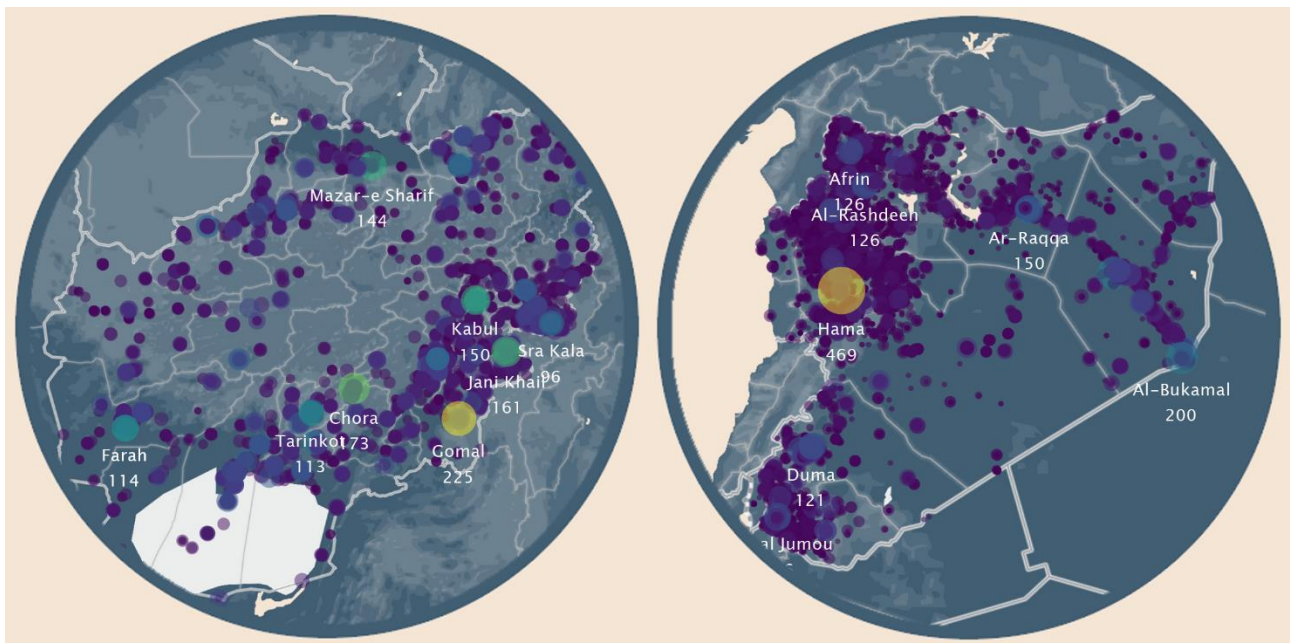 Mazar-e Sharif
144
Kabul
150
Sra Kala
96
Jani Khail
161
Chora
173
Tarinkot
113
Gomal
225
Farah
114
Afrin
126
Al-Rashdeen
126
Ar-Raqqa
150
Hama
469
Al-Bukamal
200
Duma
121
al Jumou